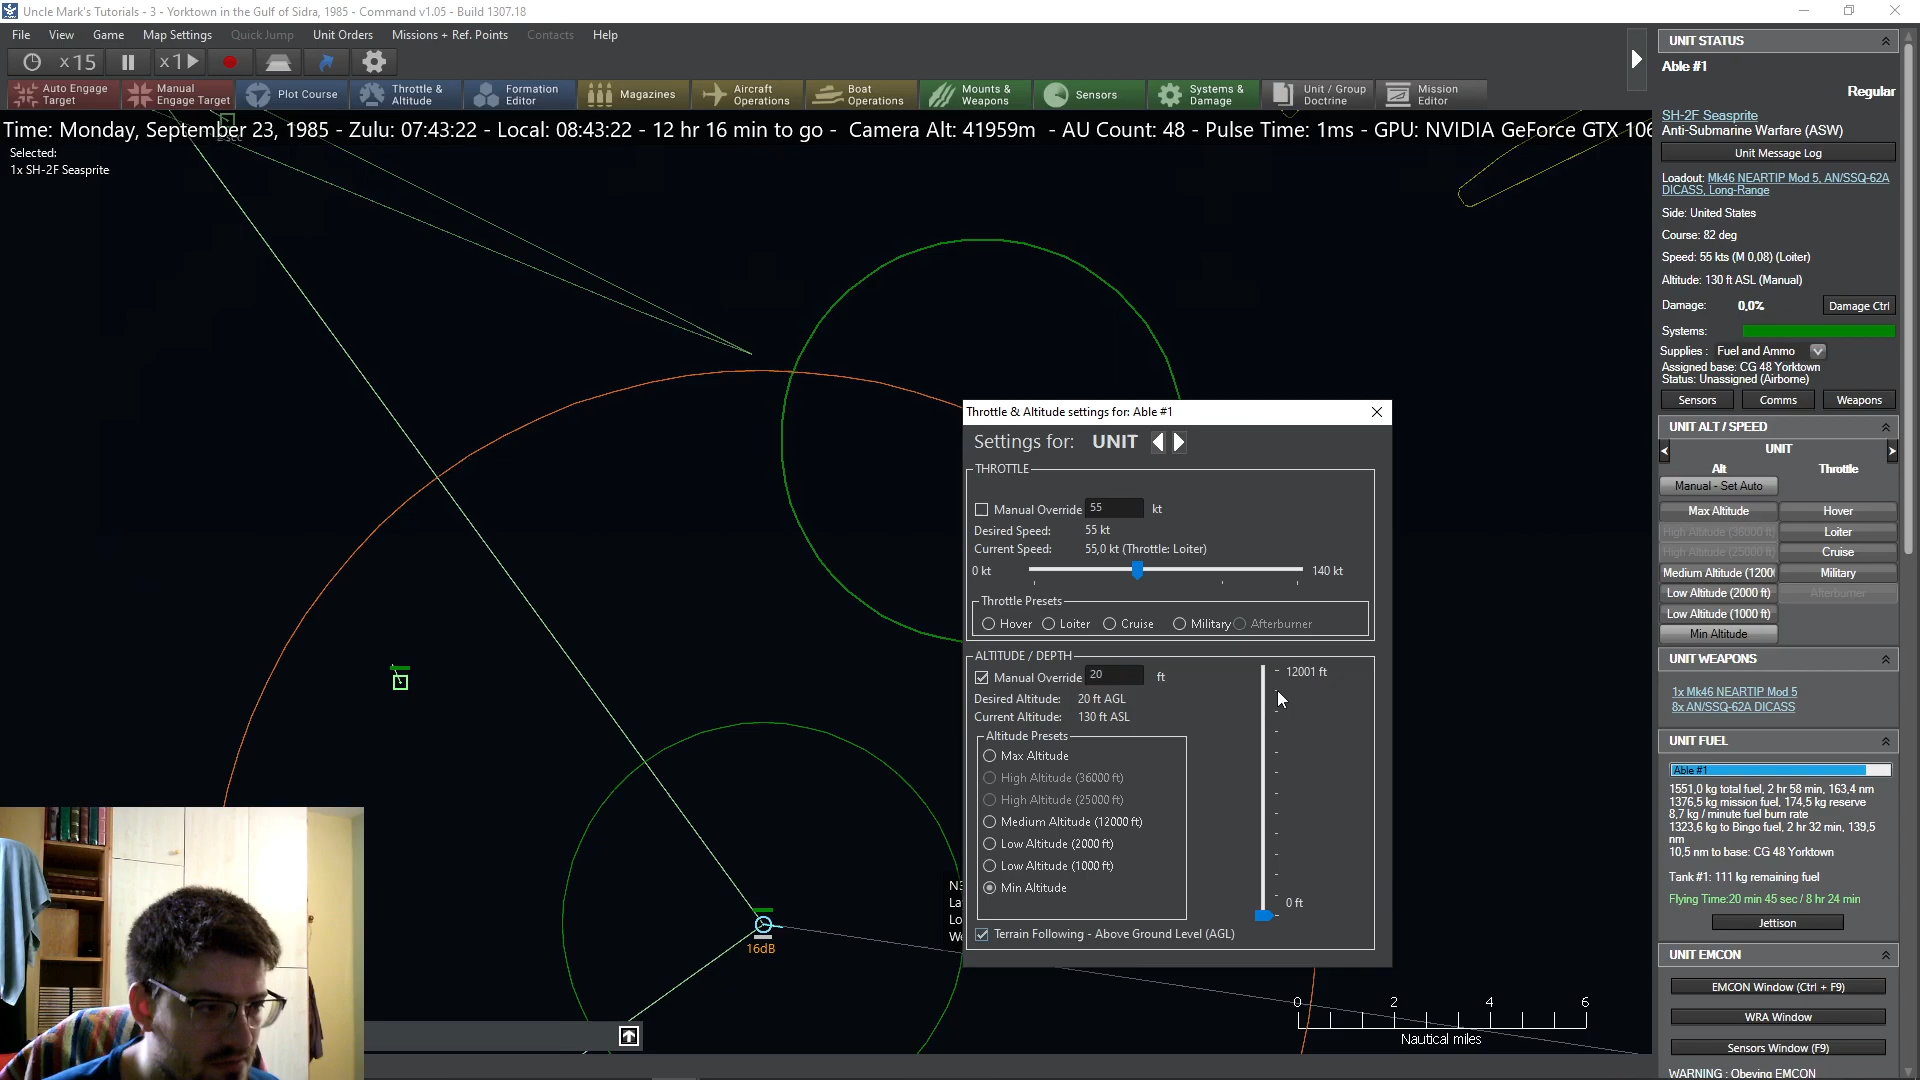 Uncle Mark's Tutorials - 3 - Yorktown in the Gulf of Sidra, 1985 - Command v1.05 - Build 1307.18
File View Game Map Settings Quick Jump Unit Orders Missions + Ref. Points Contacts Help
x 15 x1
Auto Engage Target Manual Engage Target Plot Course Throttle & Altitude Formation Editor Magazines Aircraft Operations Boat Operations Mounts & Weapons Sensors Systems & Damage Unit / Group Doctrine Mission Editor
Time: Monday, September 23, 1985 - Zulu: 07:43:22 - Local: 08:43:22 - 12 hr 16 min to go - Camera Alt: 41959m - AU Count: 48 - Pulse Time: 1ms - GPU: NVIDIA GeForce GTX 106
Selected:
1x SH-2F Seasprite
16dB
Throttle & Altitude settings for: Able #1
Settings for: UNIT
THROTTLE
Manual Override 55 kt
Desired Speed: 55 kt
Current Speed: 55,0 kt (Throttle: Loiter)
0 kt 140 kt
Throttle Presets
Hover Loiter Cruise Military Afterburner
ALTITUDE / DEPTH
Manual Override 20 ft
12001 ft
Desired Altitude: 20 ft AGL
Current Altitude: 130 ft ASL
Altitude Presets
Max Altitude
High Altitude (36000 ft)
High Altitude (25000 ft)
Medium Altitude (12000 ft)
Low Altitude (2000 ft)
Low Altitude (1000 ft)
Min Altitude
0 ft
Terrain Following - Above Ground Level (AGL)
0 2 4 6
Nautical miles
UNIT STATUS
Able #1
Regular
SH-2F Seasprite
Anti-Submarine Warfare (ASW)
Unit Message Log
Loadout: Mk46 NEARTIP Mod 5, AN/SSQ-62A
DICASS, Long-Range
Side: United States
Course: 82 deg
Speed: 55 kts (M 0,08) (Loiter)
Altitude: 130 ft ASL (Manual)
Damage: 0,0% Damage Ctrl
Systems:
Supplies : Fuel and Ammo
Assigned base: CG 48 Yorktown
Status: Unassigned (Airborne)
Sensors Comms Weapons
UNIT ALT / SPEED
UNIT
Alt Throttle
Manual - Set Auto
Max Altitude Hover
High Altitude (36000 ft) Loiter
High Altitude (25000 ft) Cruise
Medium Altitude (1200 Military
Low Altitude (2000 ft) Afterburner
Low Altitude (1000 ft)
Min Altitude
UNIT WEAPONS
1x Mk46 NEARTIP Mod 5
8x AN/SSQ-62A DICASS
UNIT FUEL
Able #1
1551,0 kg total fuel, 2 hr 58 min, 163,4 nm
1376,5 kg mission fuel, 174,5 kg reserve
8,7 kg / minute fuel burn rate
1323,6 kg to Bingo fuel, 2 hr 32 min, 139,5
nm
10,5 nm to base: CG 48 Yorktown
Tank #1: 111 kg remaining fuel
Flying Time:20 min 45 sec / 8 hr 24 min
Jettison
UNIT EMCON
EMCON Window (Ctrl + F9)
WRA Window
Sensors Window (F9)
WARNING : Obeying EMCON